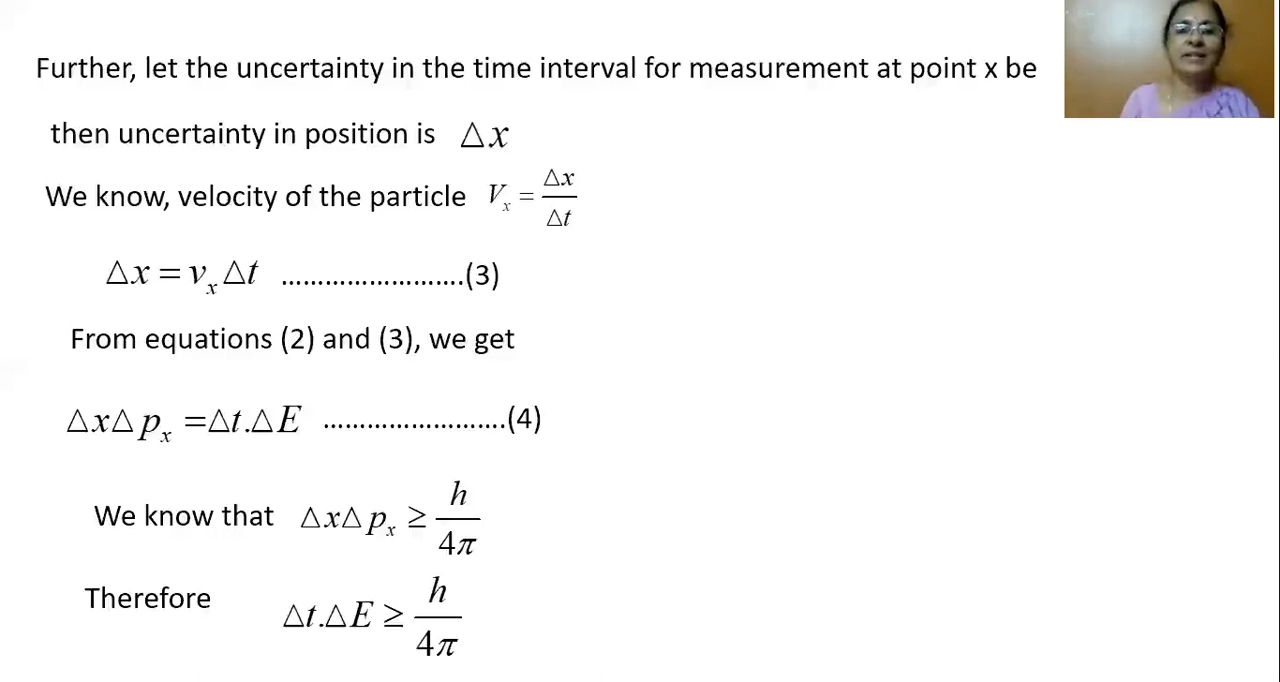 Further, let the uncertainty in the time interval for measurement at point x be
then uncertainty in position is △x
We know, velocity of the particle Vₓ = △x/△t
△x = vₓ△t ...........................(3)
From equations (2) and (3), we get
△x△pₓ =△t.△E ...........................(4)
We know that △x△pₓ ≥ h/4π
Therefore △t.△E ≥ h/4π